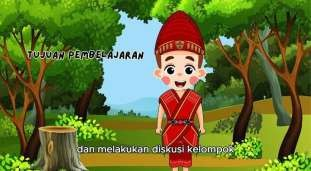 TUJUAN PEMBELAJARAN
dan melakukan diskusi kelompok